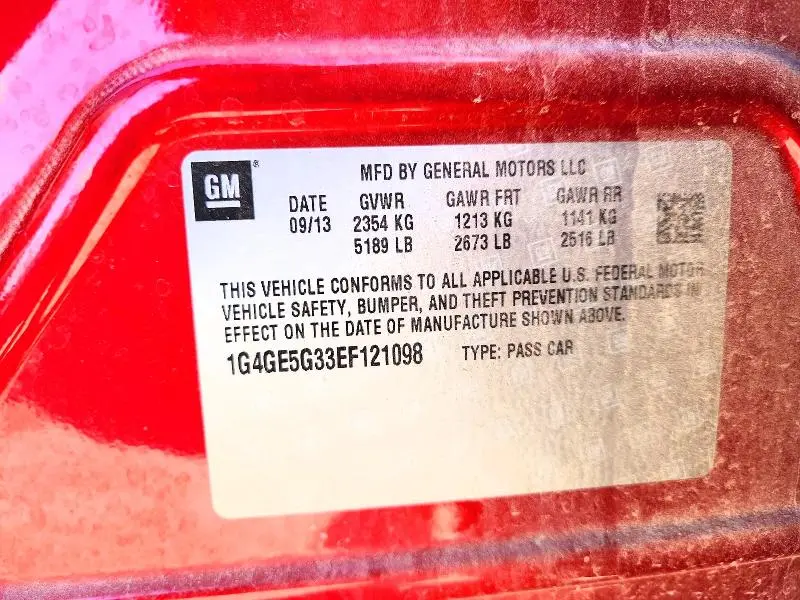 GM ®
MFD BY GENERAL MOTORS LLC
DATE GVWR GAWR FRT GAWR RR
09/13 2354 KG 1213 KG 1141 KG
5189 LB 2673 LB 2516 LB
THIS VEHICLE CONFORMS TO ALL APPLICABLE U.S. FEDERAL MOTOR
VEHICLE SAFETY, BUMPER, AND THEFT PREVENTION STANDARDS IN
EFFECT ON THE DATE OF MANUFACTURE SHOWN ABOVE.
1G4GE5G33EF121098 TYPE: PASS CAR